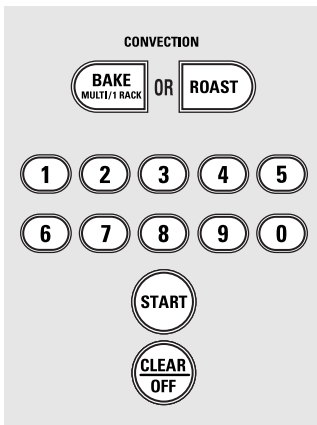 CONVECTION
BAKE
MULTI/1 RACK
OR
ROAST
1 2 3 4 5
6 7 8 9 0
START
CLEAR
OFF